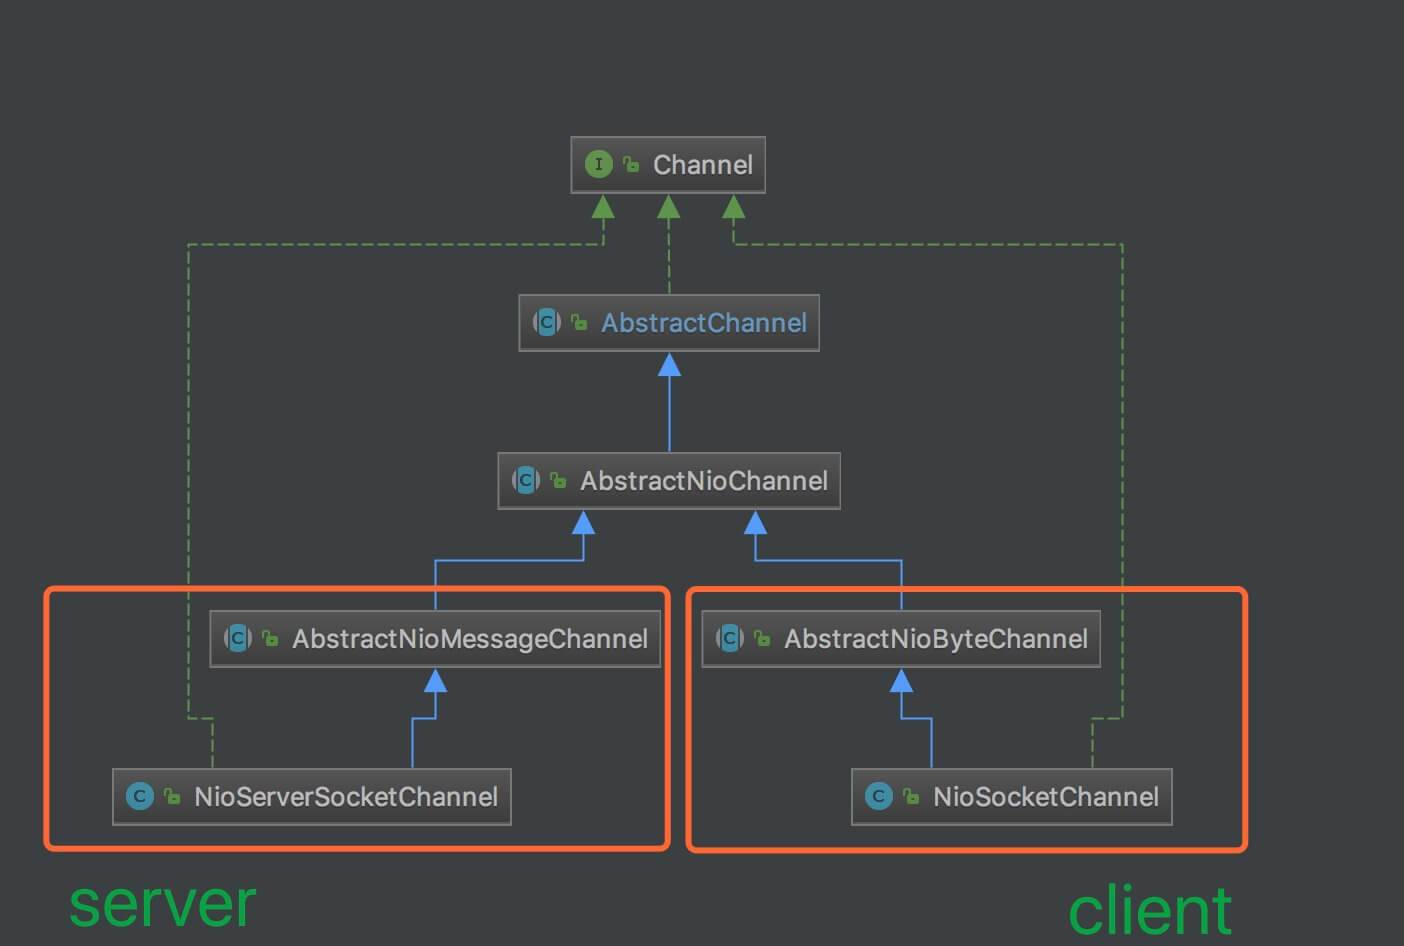 I Channel
C AbstractChannel
C AbstractNioChannel
C AbstractNioMessageChannel
C AbstractNioByteChannel
C NioServerSocketChannel
C NioSocketChannel
server
client